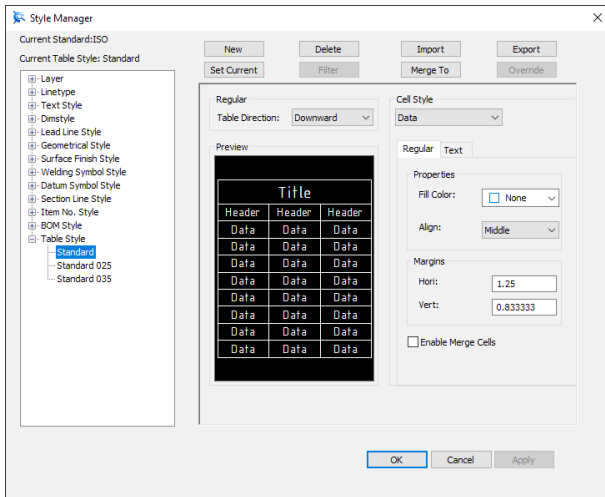 Style Manager
Current Standard:ISO
Current Table Style: Standard
New
Delete
Import
Export
Set Current
Filter
Merge To
Override
Layer
Linetype
Text Style
Dimstyle
Lead Line Style
Geometrical Style
Surface Finish Style
Welding Symbol Style
Datum Symbol Style
Section Line Style
Item No. Style
BOM Style
Table Style
Standard
Standard 025
Standard 035
Regular
Table Direction: Downward
Preview
Title
Header Header Header
Data Data Data
Data Data Data
Data Data Data
Data Data Data
Data Data Data
Data Data Data
Data Data Data
Data Data Data
Cell Style
Data
Regular Text
Properties
Fill Color: None
Align: Middle
Margins
Hori: 1.25
Vert: 0.833333
Enable Merge Cells
OK
Cancel
Apply